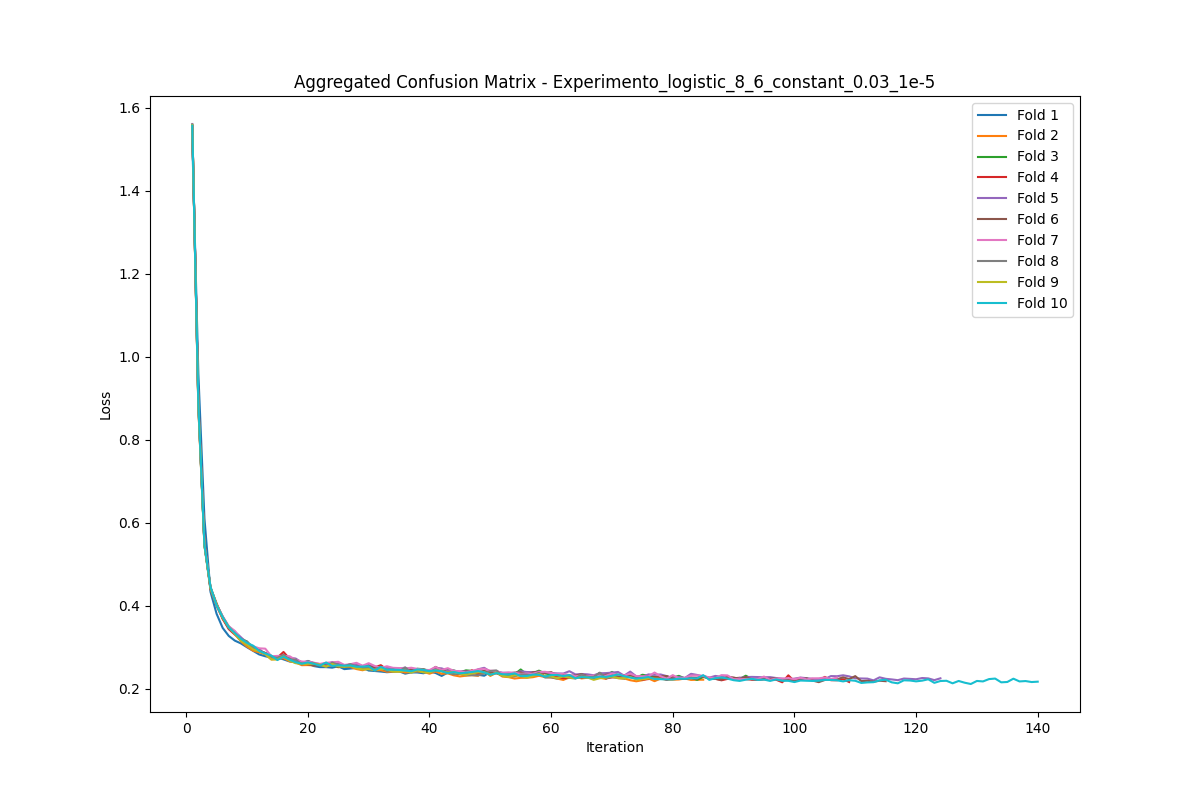 Aggregated Confusion Matrix - Experimento_logistic_8_6_constant_0.03_1e-5
1.6
1.4
1.2
1.0
0.8
0.6
0.4
0.2
Loss
Fold 1
Fold 2
Fold 3
Fold 4
Fold 5
Fold 6
Fold 7
Fold 8
Fold 9
Fold 10
0 20 40 60 80 100 120 140
Iteration